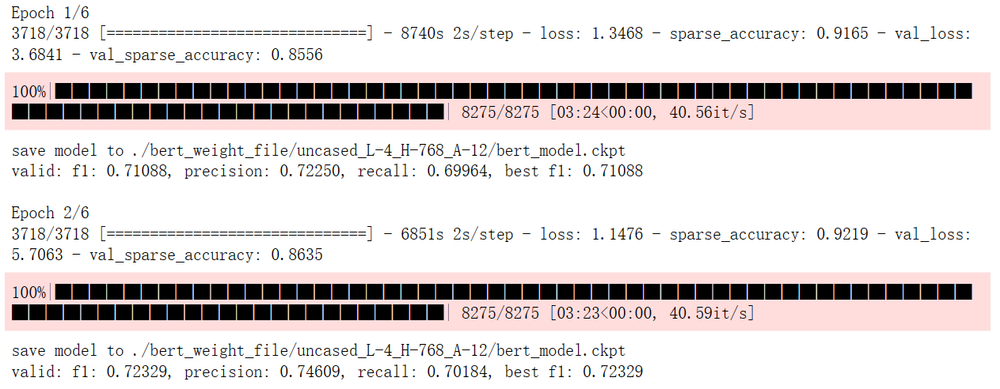 Epoch 1/6
3718/3718 [==============================] - 8740s 2s/step - loss: 1.3468 - sparse_accuracy: 0.9165 - val_loss:
3.6841 - val_sparse_accuracy: 0.8556
100%|██████████████████████████████████████████████████████
█████████████████████████| 8275/8275 [03:24<00:00, 40.56it/s]
save model to ./bert_weight_file/uncased_L-4_H-768_A-12/bert_model.ckpt
valid: f1: 0.71088, precision: 0.72250, recall: 0.69964, best f1: 0.71088
Epoch 2/6
3718/3718 [==============================] - 6851s 2s/step - loss: 1.1476 - sparse_accuracy: 0.9219 - val_loss:
5.7063 - val_sparse_accuracy: 0.8635
100%|██████████████████████████████████████████████████████
█████████████████████████| 8275/8275 [03:23<00:00, 40.59it/s]
save model to ./bert_weight_file/uncased_L-4_H-768_A-12/bert_model.ckpt
valid: f1: 0.72329, precision: 0.74609, recall: 0.70184, best f1: 0.72329